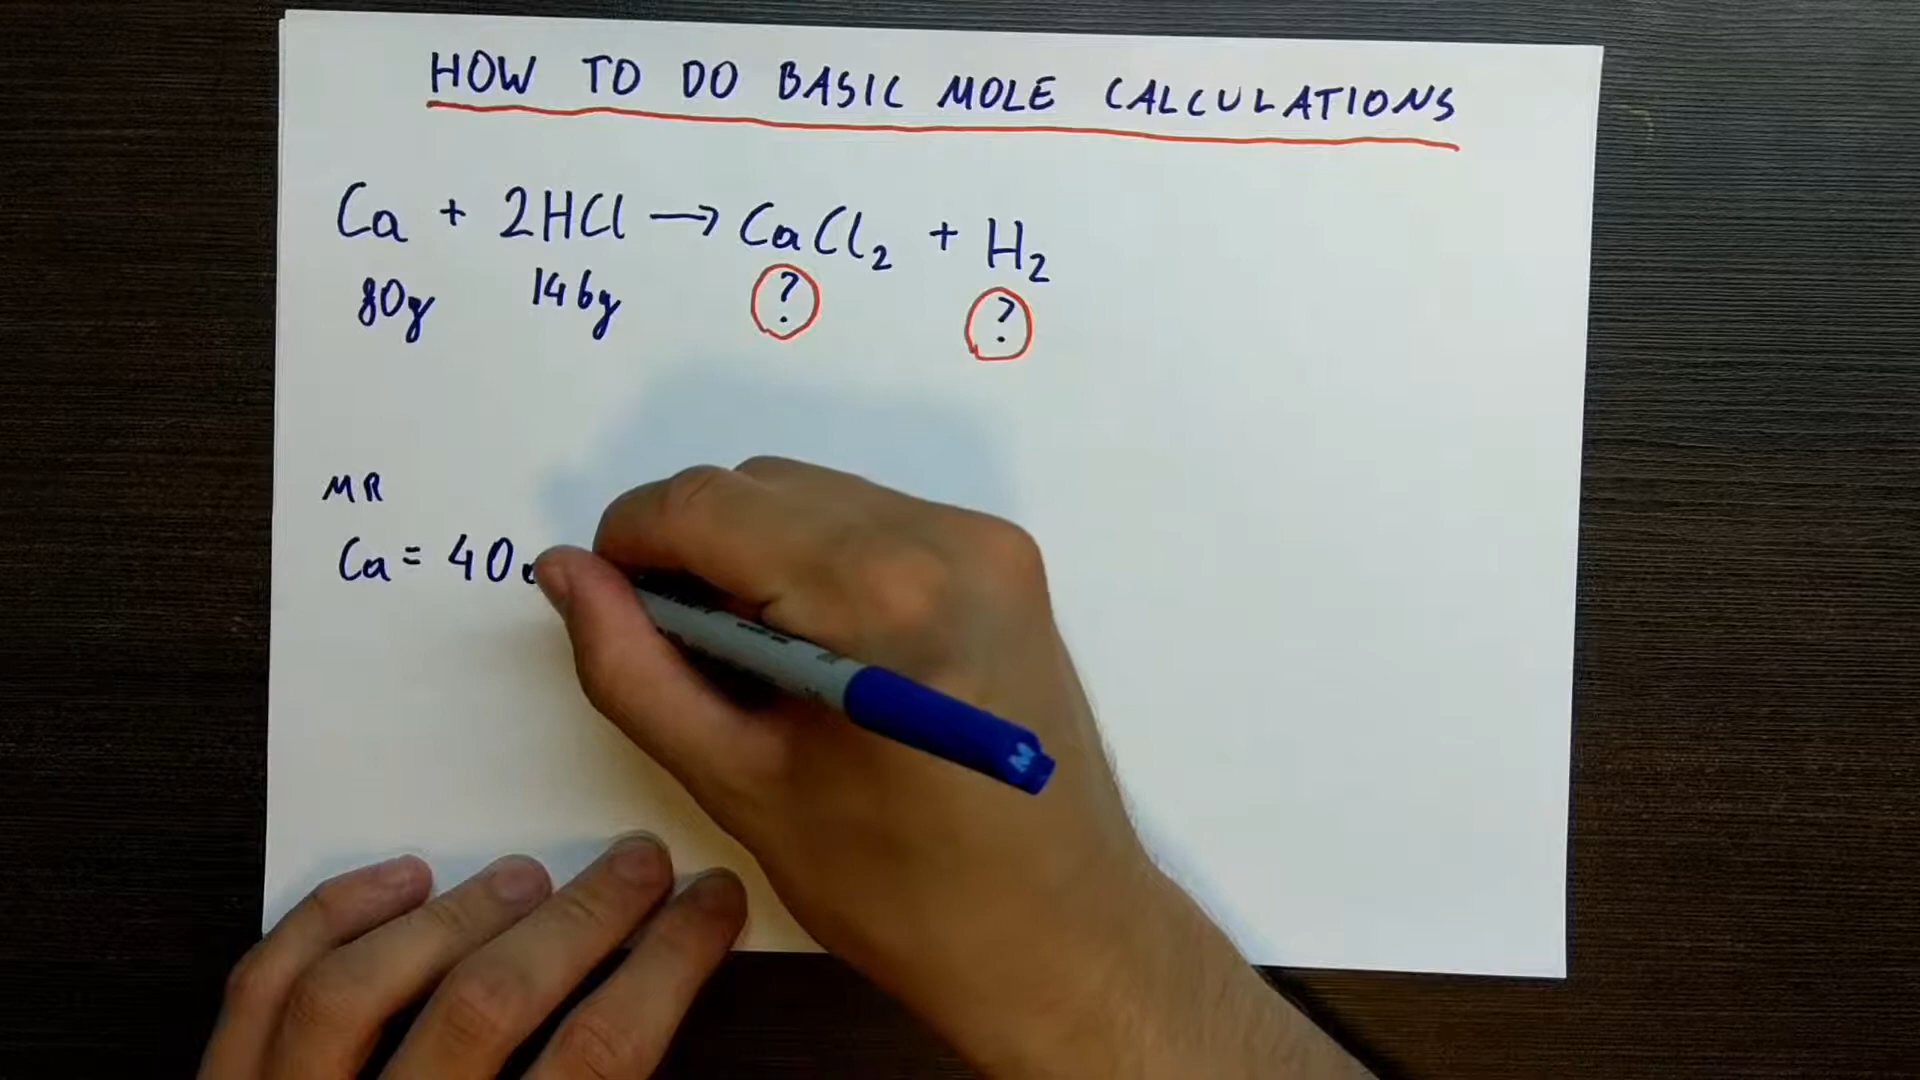 HOW TO DO BASIC MOLE CALCULATIONS
Ca + 2HCl → CaCl₂ + H₂
80g 146g ? ?
MR
Ca = 40